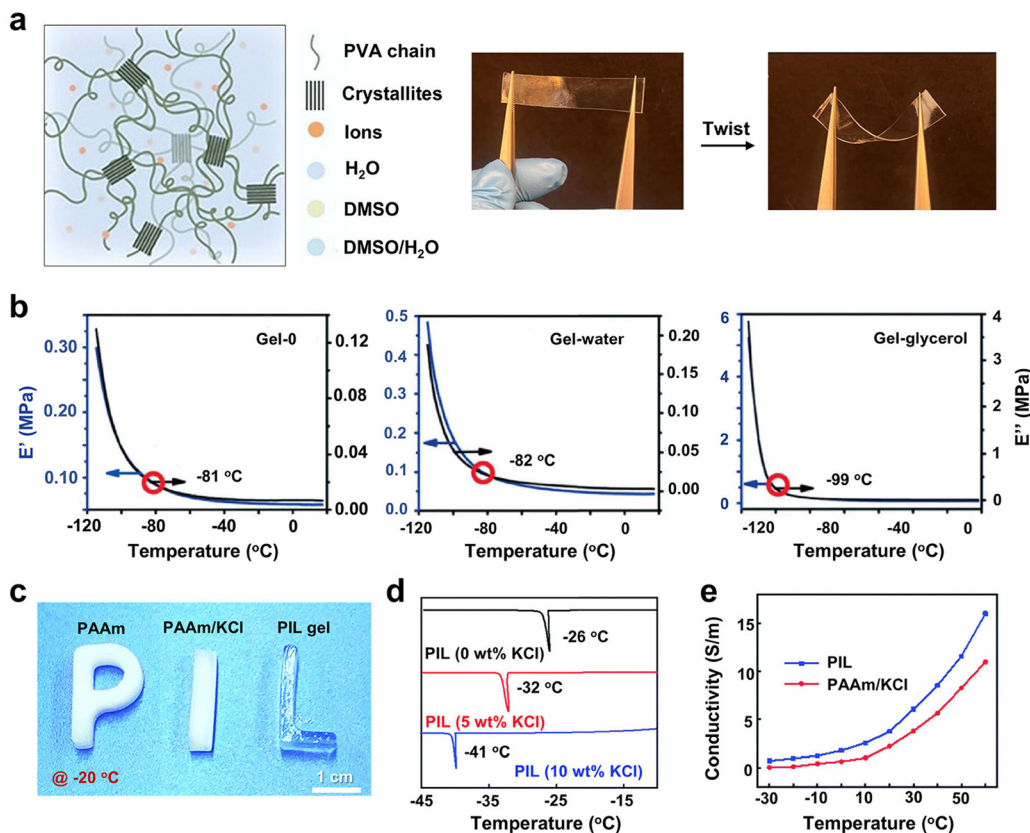 a
PVA chain
Crystallites
Ions
H₂O
DMSO
DMSO/H₂O
Twist
b
E' (MPa)
0.30
0.20
0.10
Gel-0
0.12
0.08
0.04
0.00
-81 °C
-120
-80
-40
0
Temperature (°C)
0.5
0.4
0.3
0.2
0.1
0.0
Gel-water
0.20
0.15
0.10
0.05
0.00
-82 °C
-120
-80
-40
0
Temperature (°C)
6
5
4
3
2
1
0
Gel-glycerol
4
3
2
1
0
E'' (MPa)
-99 °C
-120
-80
-40
0
Temperature (°C)
c
PAAm
PAAm/KCl
PIL gel
@ -20 °C
1 cm
d
-26 °C
PIL (0 wt% KCl)
-32 °C
PIL (5 wt% KCl)
-41 °C
PIL (10 wt% KCl)
-45
-35
-25
-15
Temperature (°C)
e
Conductivity (S/m)
15
10
5
0
PIL
PAAm/KCl
-30
-10
10
30
50
Temperature (°C)